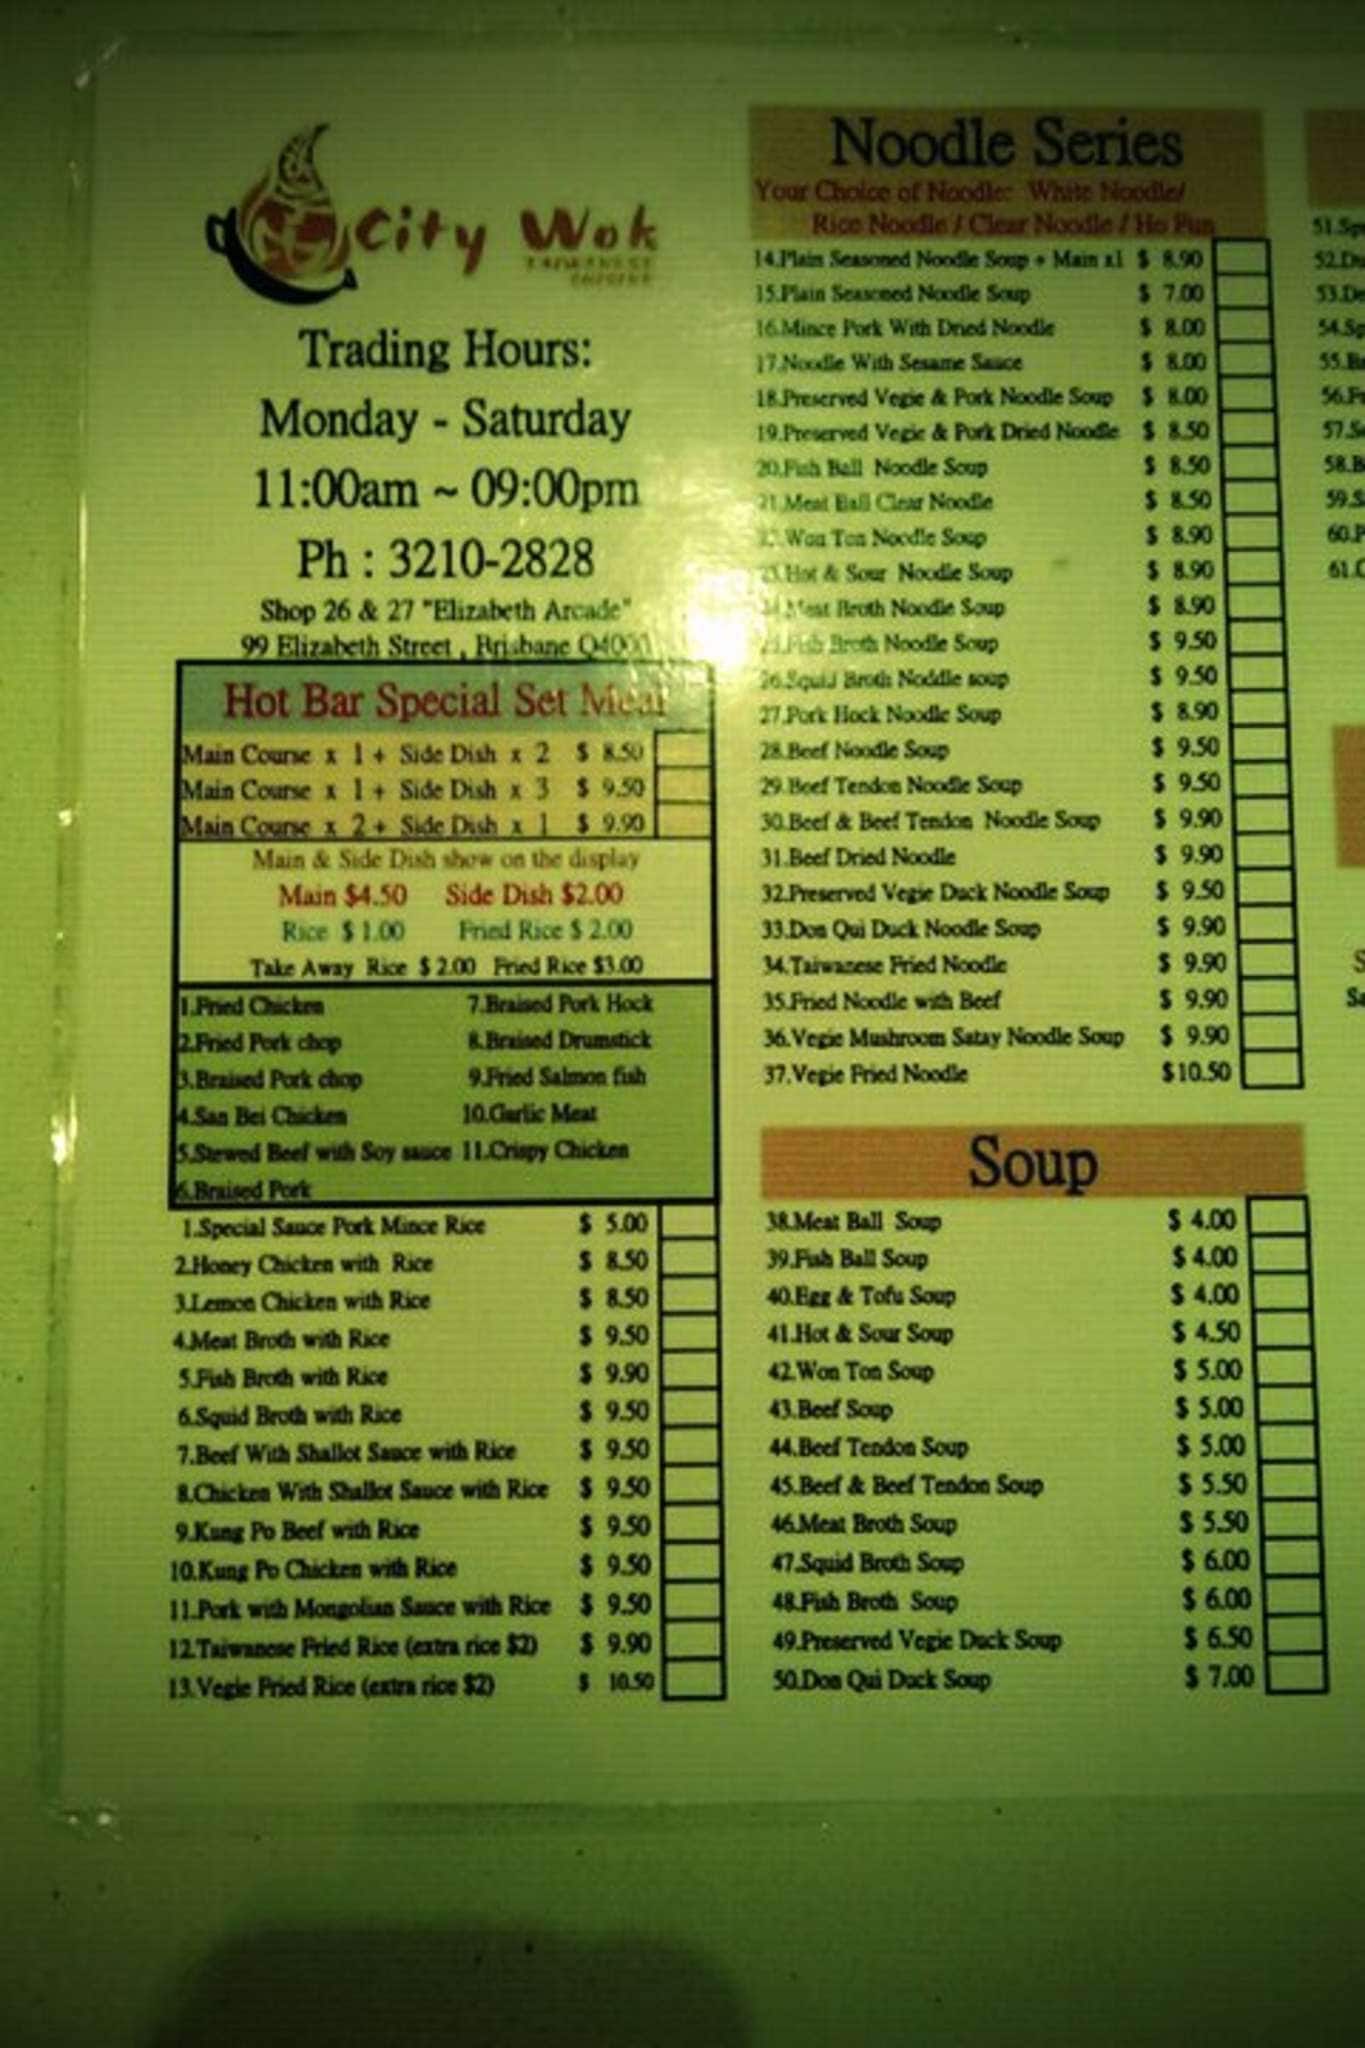 City Wok
TAIWANESE
CUISINE
Trading Hours:
Monday - Saturday
11:00am ~ 09:00pm
Ph : 3210-2828
Shop 26 & 27 "Elizabeth Arcade"
99 Elizabeth Street , Brisbane Q4000
Hot Bar Special Set Meal
Main Course x 1 + Side Dish x 2 $ 8.50
Main Course x 1 + Side Dish x 3 $ 9.50
Main Course x 2 + Side Dish x 1 $ 9.90
Main & Side Dish show on the display
Main $4.50 Side Dish $2.00
Rice $ 1.00 Fried Rice $ 2.00
Take Away Rice $ 2.00 Fried Rice $3.00
1.Fried Chicken 7.Braised Pork Hock
2.Fried Pork chop 8.Braised Drumstick
3.Braised Pork chop 9.Fried Salmon fish
4.San Bei Chicken 10.Garlic Meat
5.Stewed Beef with Soy sauce 11.Crispy Chicken
6.Braised Pork
1.Special Sauce Pork Mince Rice $ 5.00
2.Honey Chicken with Rice $ 8.50
3.Lemon Chicken with Rice $ 8.50
4.Meat Broth with Rice $ 9.50
5.Fish Broth with Rice $ 9.90
6.Squid Broth with Rice $ 9.50
7.Beef With Shallot Sauce with Rice $ 9.50
8.Chicken With Shallot Sauce with Rice $ 9.50
9.Kung Po Beef with Rice $ 9.50
10.Kung Po Chicken with Rice $ 9.50
11.Pork with Mongolian Sauce with Rice $ 9.50
12.Taiwanese Fried Rice (extra rice $2) $ 9.90
13.Vegie Fried Rice (extra rice $2) $ 10.50
Noodle Series
Your Choice of Noodle: White Noodle/
Rice Noodle / Clear Noodle / Ho Fun
14.Plain Seasoned Noodle Soup + Main x1 $ 8.90
15.Plain Seasoned Noodle Soup $ 7.00
16.Mince Pork With Dried Noodle $ 8.00
17.Noodle With Sesame Sauce $ 8.00
18.Preserved Vegie & Pork Noodle Soup $ 8.00
19.Preserved Vegie & Pork Dried Noodle $ 8.50
20.Fish Ball Noodle Soup $ 8.50
21.Meat Ball Clear Noodle $ 8.50
22.Won Ton Noodle Soup $ 8.90
23.Hot & Sour Noodle Soup $ 8.90
24.Meat Broth Noodle Soup $ 8.90
25.Fish Broth Noodle Soup $ 9.50
26.Squid Broth Noddle soup $ 9.50
27.Pork Hock Noodle Soup $ 8.90
28.Beef Noodle Soup $ 9.50
29.Beef Tendon Noodle Soup $ 9.50
30.Beef & Beef Tendon Noodle Soup $ 9.90
31.Beef Dried Noodle $ 9.90
32.Preserved Vegie Duck Noodle Soup $ 9.50
33.Don Qui Duck Noodle Soup $ 9.90
34.Taiwanese Fried Noodle $ 9.90
35.Fried Noodle with Beef $ 9.90
36.Vegie Mushroom Satay Noodle Soup $ 9.90
37.Vegie Fried Noodle $10.50
Soup
38.Meat Ball Soup $ 4.00
39.Fish Ball Soup $ 4.00
40.Egg & Tofu Soup $ 4.00
41.Hot & Sour Soup $ 4.50
42.Won Ton Soup $ 5.00
43.Beef Soup $ 5.00
44.Beef Tendon Soup $ 5.00
45.Beef & Beef Tendon Soup $ 5.50
46.Meat Broth Soup $ 5.50
47.Squid Broth Soup $ 6.00
48.Fish Broth Soup $ 6.00
49.Preserved Vegie Duck Soup $ 6.50
50.Don Qui Duck Soup $ 7.00
51.
52.
53.
54.
55.
56.
57.
58.
59.
60.
61.